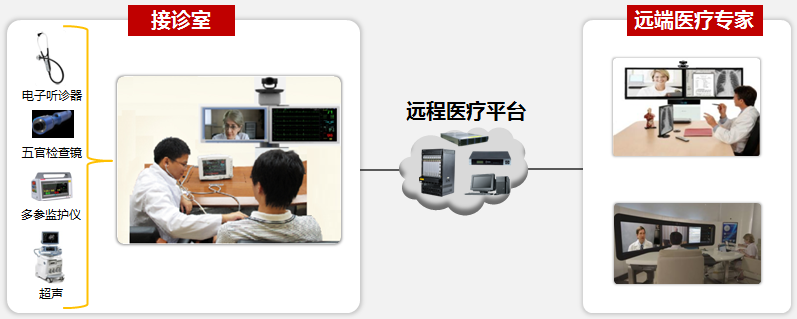 接诊室
远端医疗专家
电子听诊器
五官检查镜
多参监护仪
超声
远程医疗平台